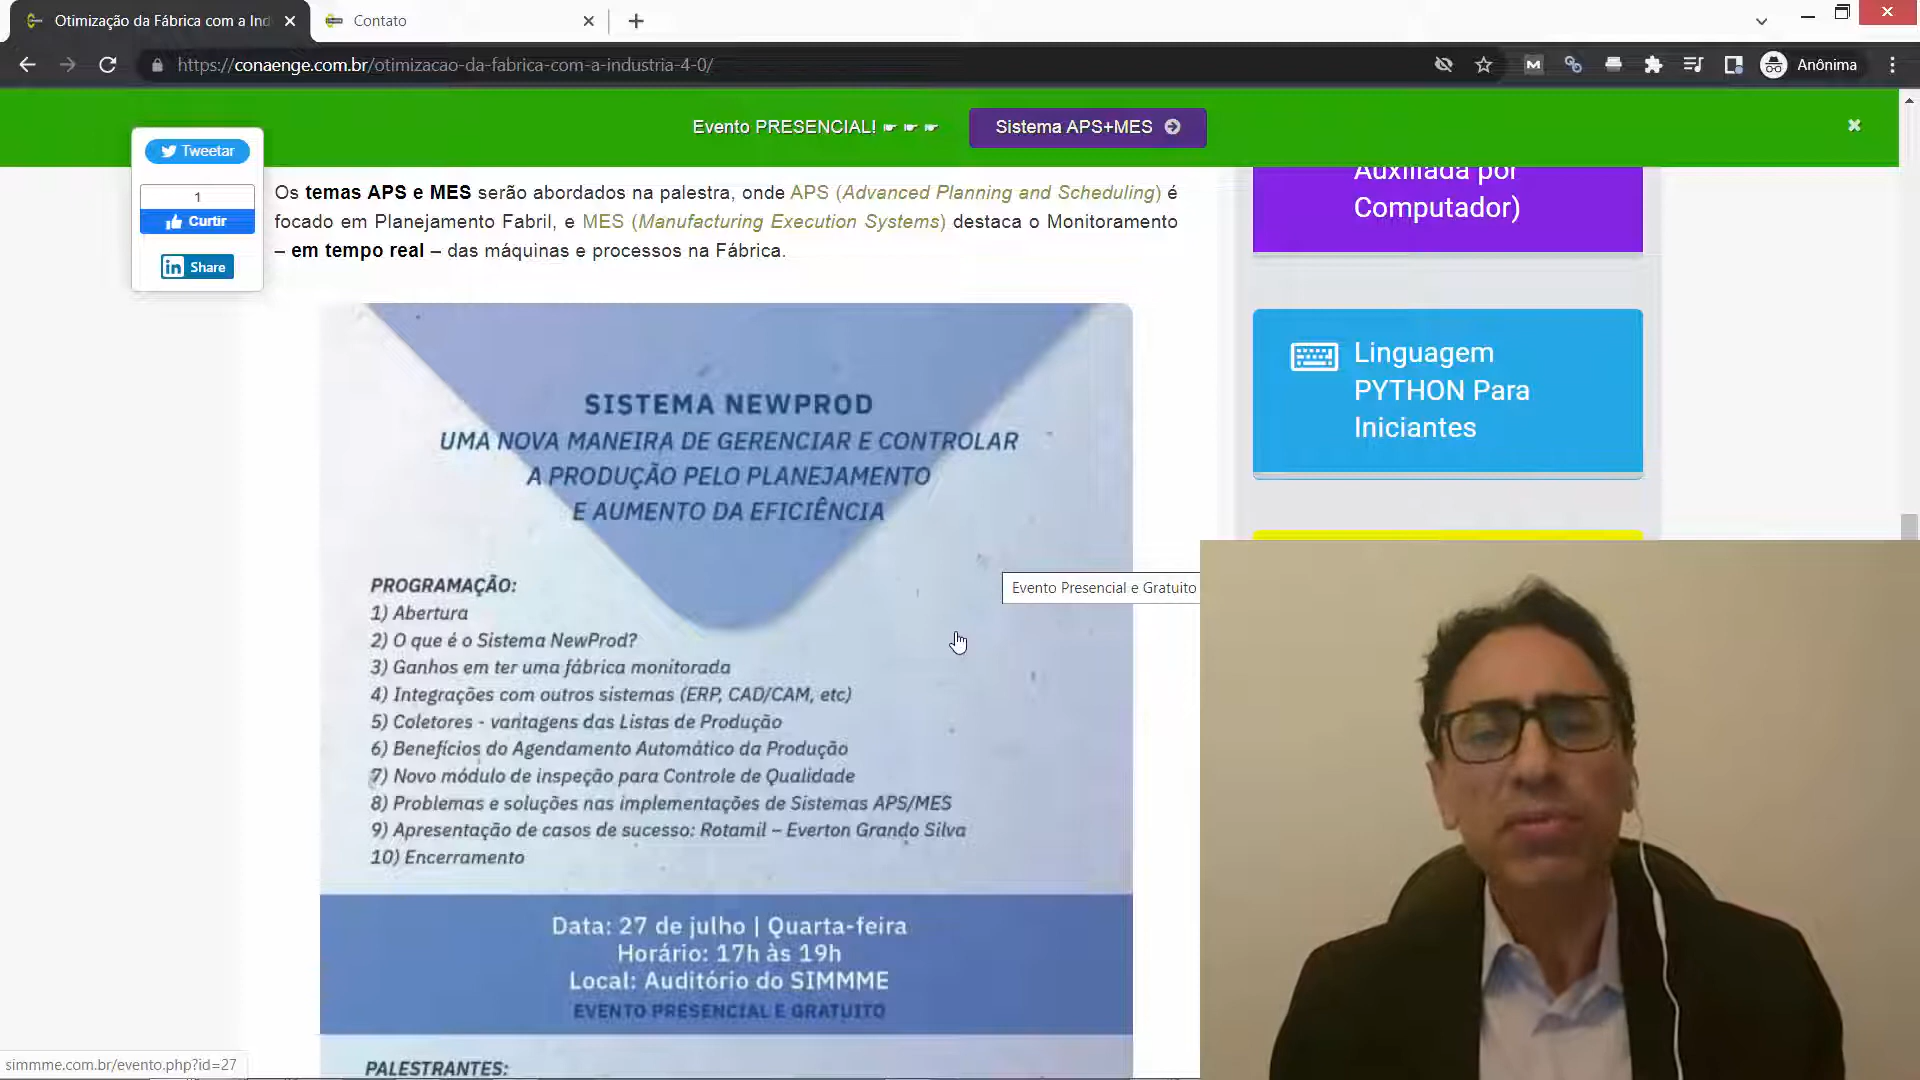 Otimização da Fábrica com a Ind
Contato
https://conaenge.com.br/otimizacao-da-fabrica-com-a-industria-4-0/
Anônima
Evento PRESENCIAL!
Sistema APS+MES
Tweetar
1
Curtir
Share
Os temas APS e MES serão abordados na palestra, onde APS (Advanced Planning and Scheduling) é
focado em Planejamento Fabril, e MES (Manufacturing Execution Systems) destaca o Monitoramento
– em tempo real – das máquinas e processos na Fábrica.
Auxiliada por
Computador)
Linguagem
PYTHON Para
Iniciantes
SISTEMA NEWPROD
UMA NOVA MANEIRA DE GERENCIAR E CONTROLAR
A PRODUÇÃO PELO PLANEJAMENTO
E AUMENTO DA EFICIÊNCIA
Evento Presencial e Gratuito
PROGRAMAÇÃO:
1) Abertura
2) O que é o Sistema NewProd?
3) Ganhos em ter uma fábrica monitorada
4) Integrações com outros sistemas (ERP, CAD/CAM, etc)
5) Coletores - vantagens das Listas de Produção
6) Benefícios do Agendamento Automático da Produção
7) Novo módulo de inspeção para Controle de Qualidade
8) Problemas e soluções nas implementações de Sistemas APS/MES
9) Apresentação de casos de sucesso: Rotamil – Everton Grando Silva
10) Encerramento
Data: 27 de julho | Quarta-feira
Horário: 17h às 19h
Local: Auditório do SIMMME
EVENTO PRESENCIAL E GRATUITO
PALESTRANTES:
simmme.com.br/evento.php?id=27